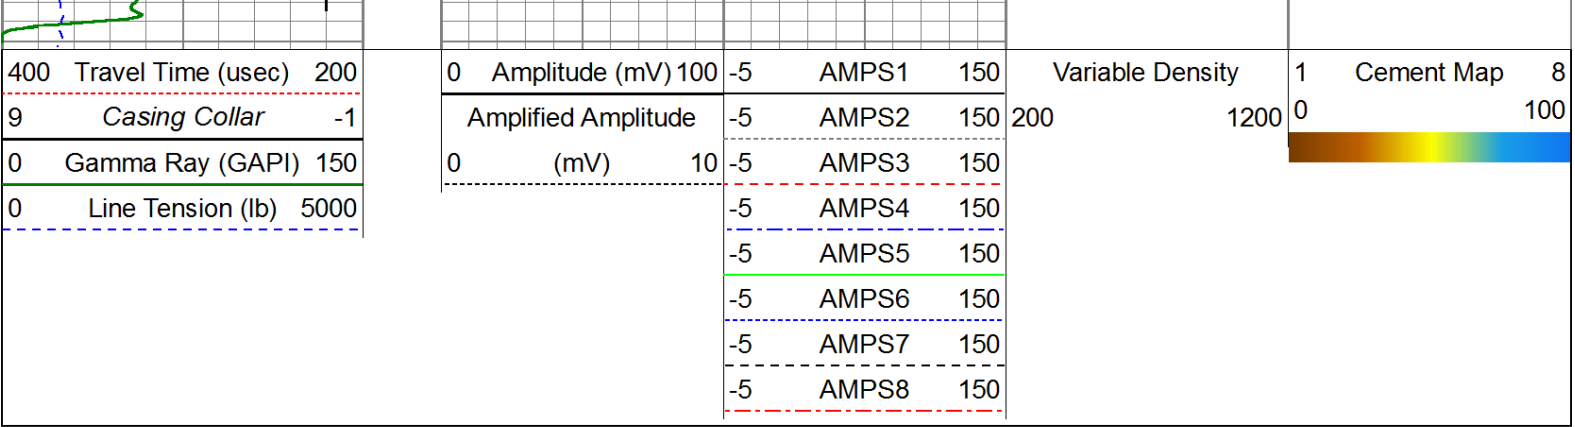 400 Travel Time (usec) 200
9 Casing Collar -1
0 Gamma Ray (GAPI) 150
0 Line Tension (lb) 5000
0 Amplitude (mV) 100
Amplified Amplitude
0 (mV) 10
-5 AMPS1 150
-5 AMPS2 150
-5 AMPS3 150
-5 AMPS4 150
-5 AMPS5 150
-5 AMPS6 150
-5 AMPS7 150
-5 AMPS8 150
Variable Density
200 1200
1 Cement Map 8
0 100